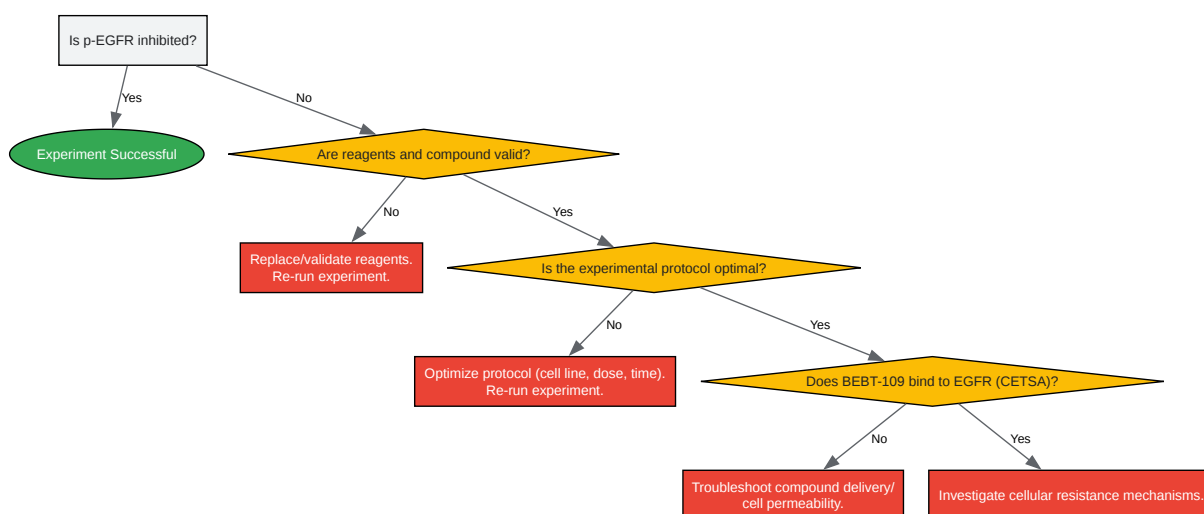 Is p-EGFR inhibited?
Yes
No
Experiment Successful
Are reagents and compound valid?
No
Yes
Replace/validate reagents.
Re-run experiment.
Is the experimental protocol optimal?
No
Yes
Optimize protocol (cell line, dose, time).
Re-run experiment.
Does BEBT-109 bind to EGFR (CETSA)?
No
Yes
Troubleshoot compound delivery/
cell permeability.
Investigate cellular resistance mechanisms.